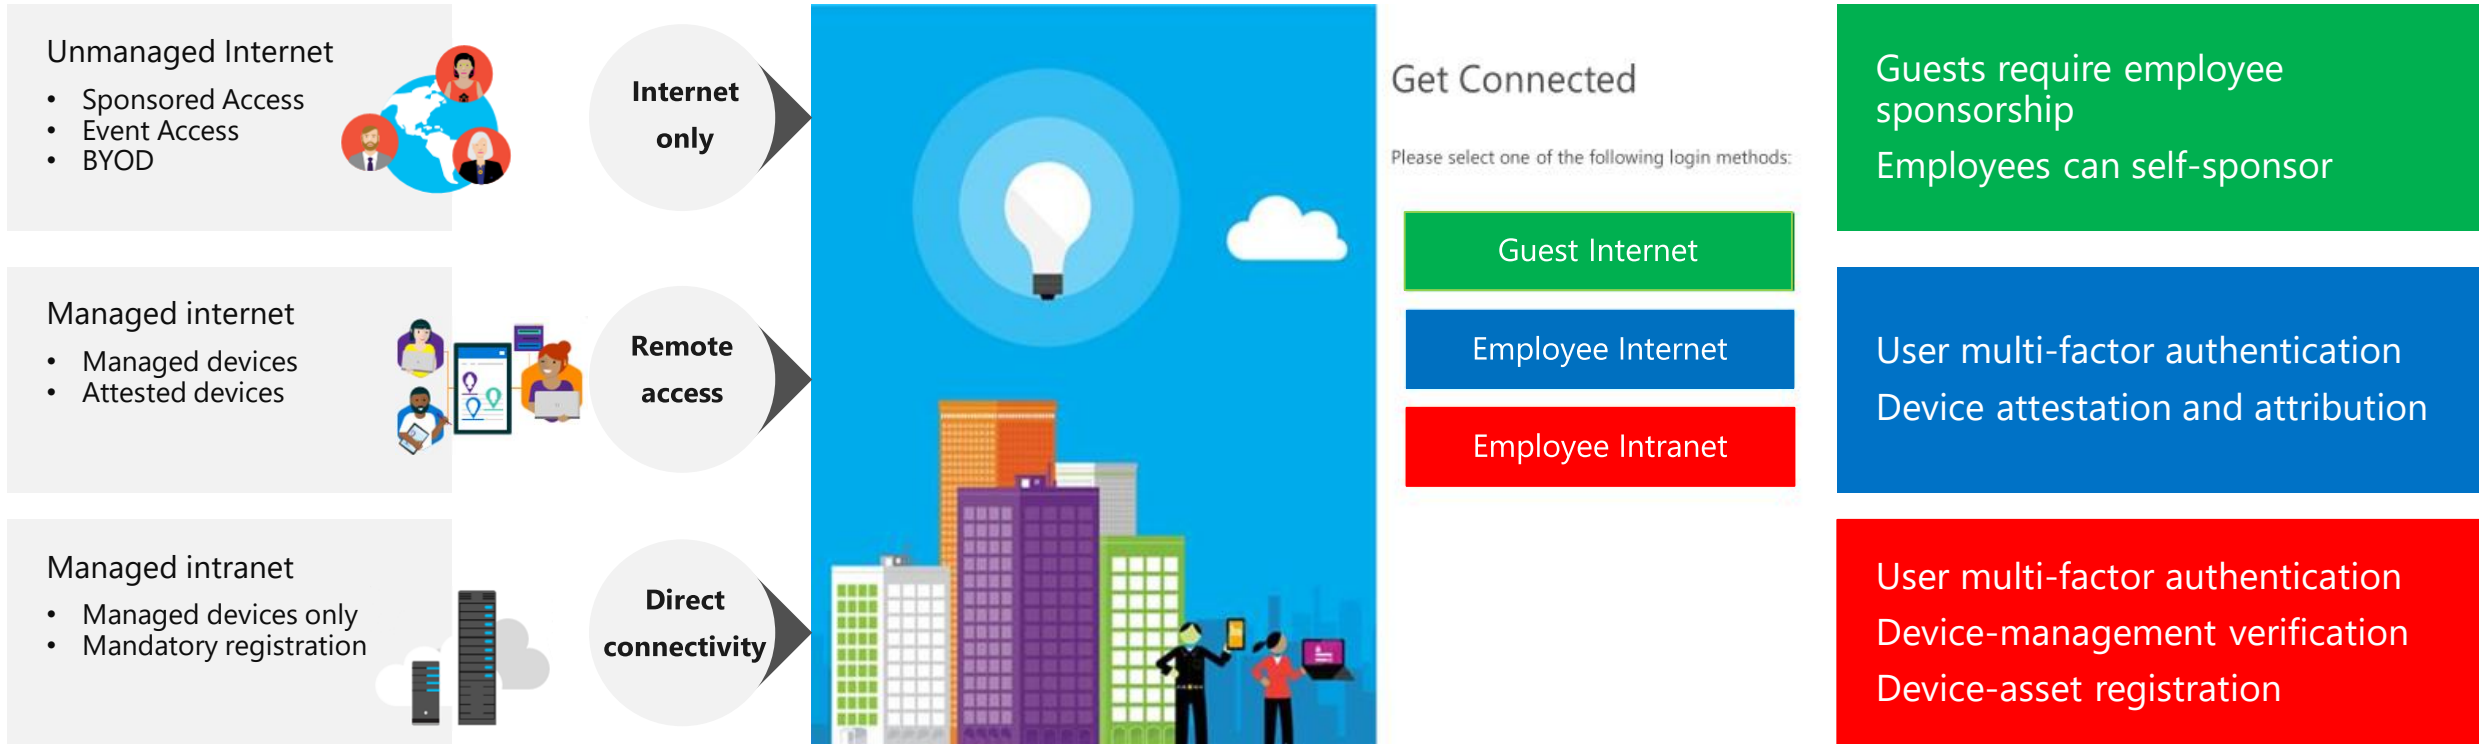 Unmanaged Internet
• Sponsored Access
• Event Access
• BYOD
Internet
only
Managed internet
• Managed devices
• Attested devices
Remote
access
Managed intranet
• Managed devices only
• Mandatory registration
Direct
connectivity
Get Connected
Please select one of the following login methods:
Guest Internet
Employee Internet
Employee Intranet
Guests require employee
sponsorship
Employees can self-sponsor
User multi-factor authentication
Device attestation and attribution
User multi-factor authentication
Device-management verification
Device-asset registration